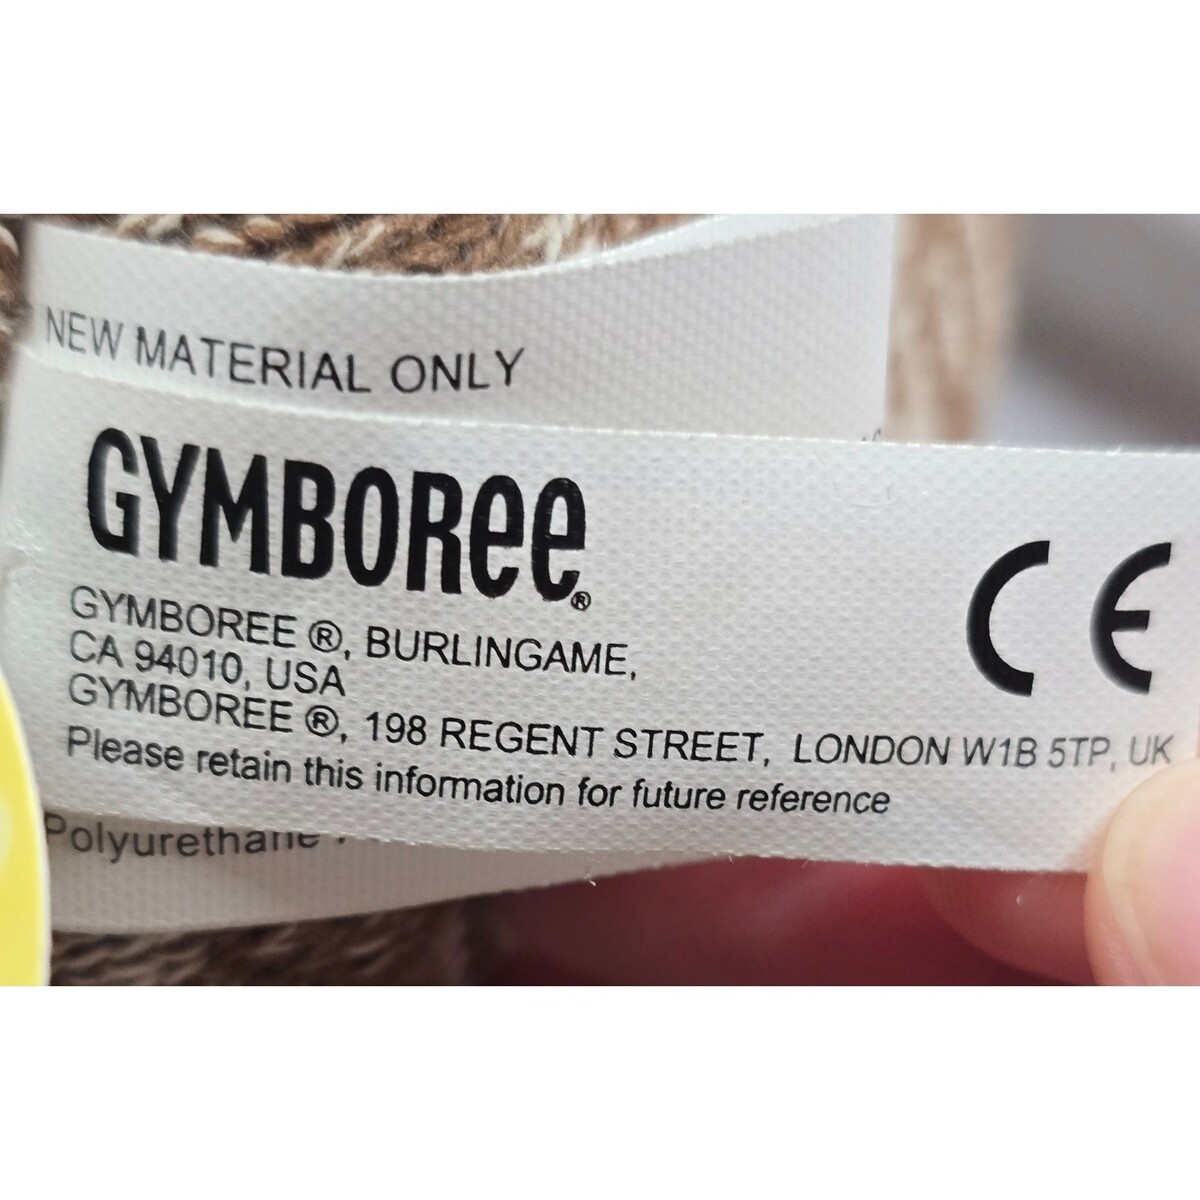 NEW MATERIAL ONLY
GYMBOREE®
CE
GYMBOREE ®, BURLINGAME,
CA 94010, USA
GYMBOREE ®, 198 REGENT STREET, LONDON W1B 5TP, UK
Please retain this information for future reference
Polyurethane